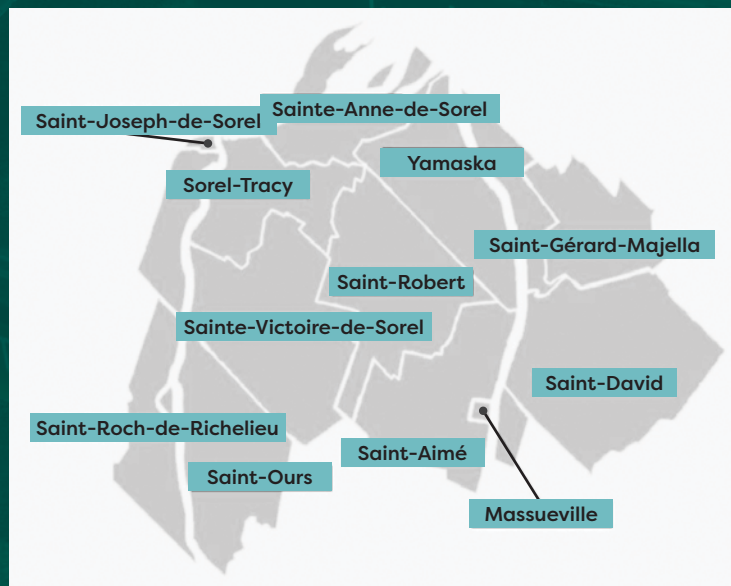 Sainte-Anne-de-Sorel
Saint-Joseph-de-Sorel
Yamaska
Sorel-Tracy
Saint-Gérard-Majella
Saint-Robert
Sainte-Victoire-de-Sorel
Saint-David
Saint-Roch-de-Richelieu
Saint-Aimé
Saint-Ours
Massueville